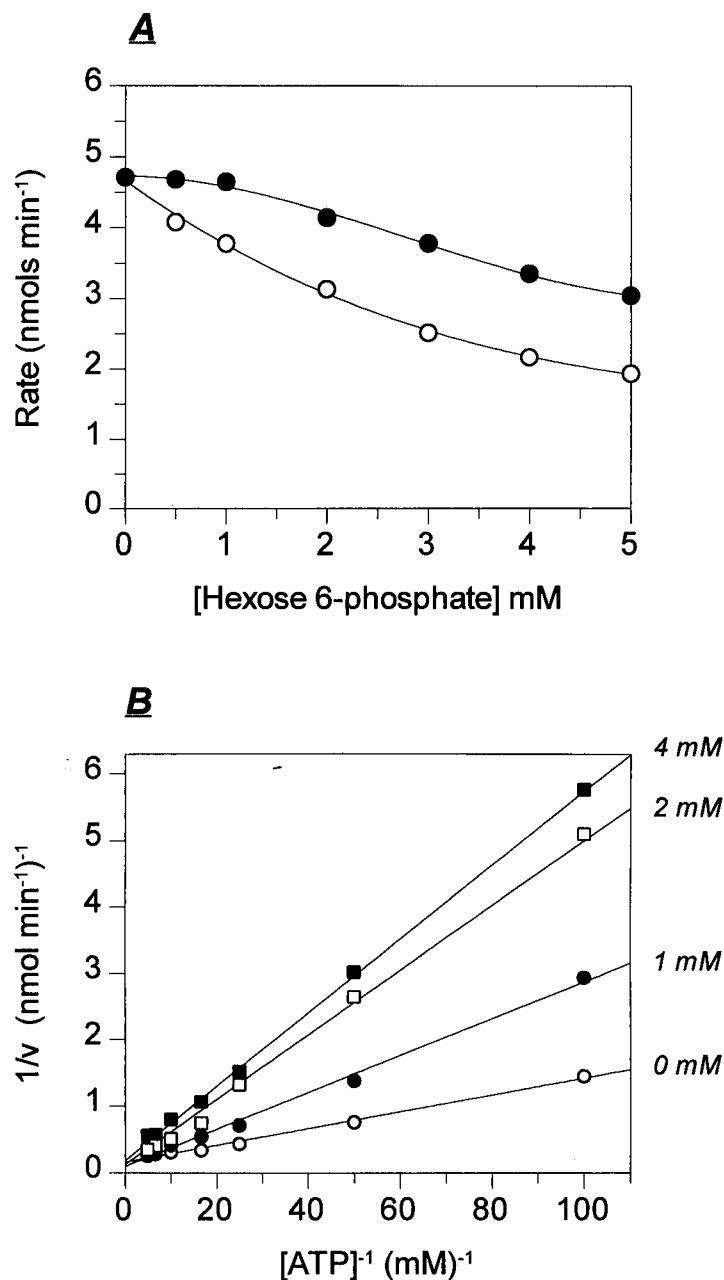 A
Rate (nmols min⁻¹)
6
5
4
3
2
1
0
0 1 2 3 4 5
[Hexose 6-phosphate] mM
B
1/v (nmol min⁻¹)⁻¹
6
5
4
3
2
1
0
4 mM
2 mM
1 mM
0 mM
0 20 40 60 80 100
[ATP]⁻¹ (mM)⁻¹